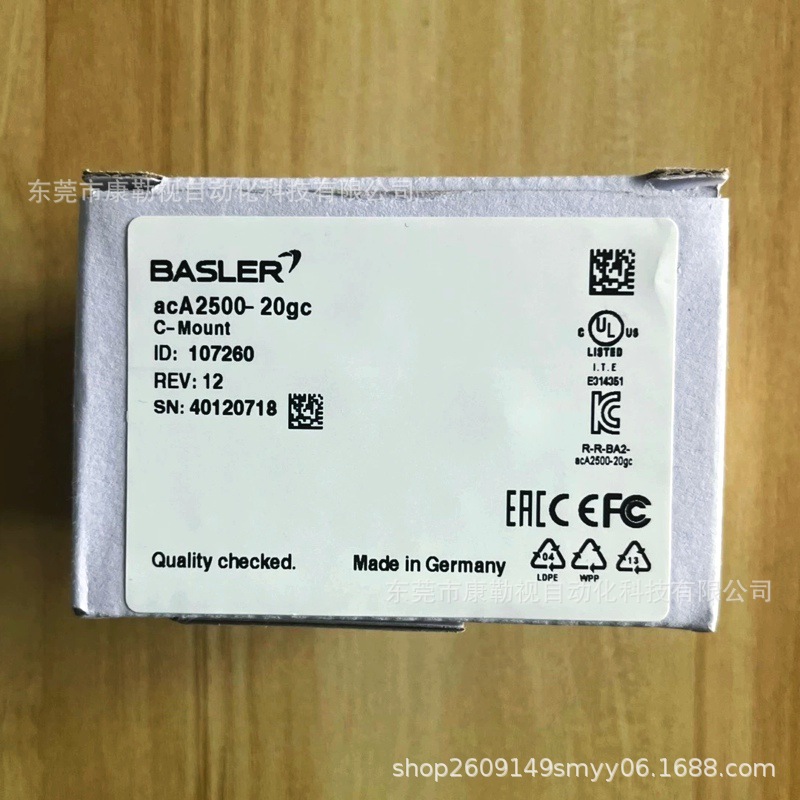 东莞市康勒视自动化科技有限公司
BASLER
acA2500-20gc
C-Mount
ID: 107260
REV: 12
SN: 40120718
C UL US
LISTED
I.T.E
E314351
R-R-BA2-
acA2500-20gc
EAC CE FC
04
LDPE
WPP
13
Quality checked.
Made in Germany
东莞市康勒视自动化科技有限公司
shop2609149smyy06.1688.com